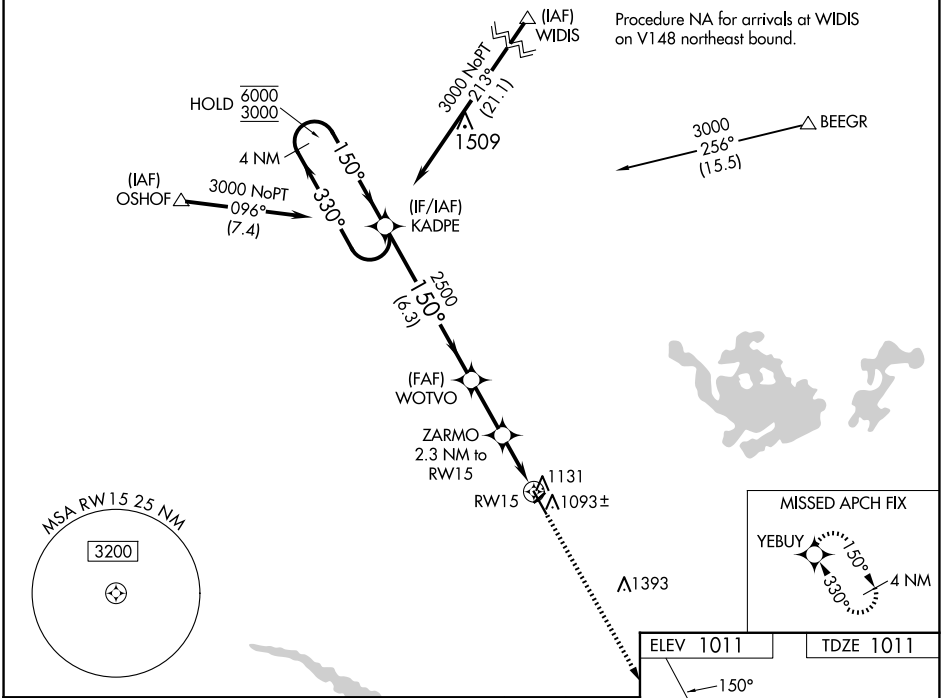 (IAF)
WIDIS
Procedure NA for arrivals at WIDIS
on V148 northeast bound.
3000 NoPT
213°
(21.1)
1509
HOLD 6000
3000
4 NM
150°
330°
3000
256°
(15.5)
BEEGR
(IAF)
OSHOF
3000 NoPT
096°
(7.4)
(IF/IAF)
KADPE
2500
150°
(6.3)
(FAF)
WOTVO
ZARMO
2.3 NM to
RW15
RW15
1131
1093±
1393
MSA RW15 25 NM
3200
MISSED APCH FIX
YEBUY
150°
330°
4 NM
ELEV 1011
TDZE 1011
150°